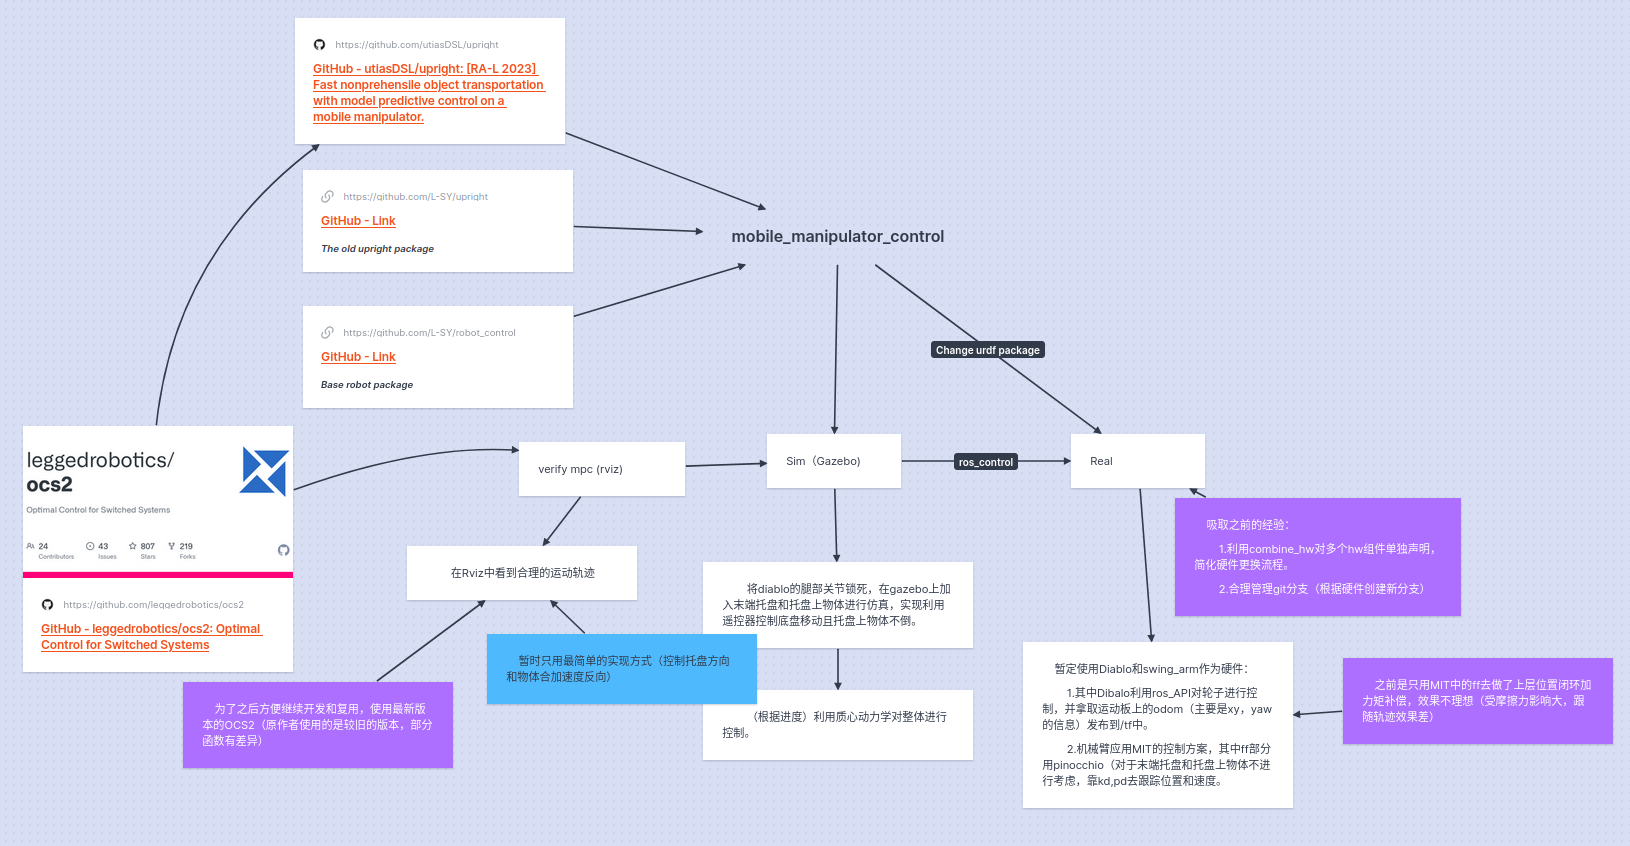 https://github.com/utiasDSL/upright
GitHub - utiasDSL/upright: [RA-L 2023]
Fast nonprehensile object transportation
with model predictive control on a
mobile manipulator.
https://github.com/L-SY/upright
GitHub - Link
The old upright package
mobile_manipulator_control
https://github.com/L-SY/robot_control
GitHub - Link
Base robot package
Change urdf package
leggedrobotics/
ocs2
Optimal Control for Switched Systems
24
Contributors
43
Issues
807
Stars
219
Forks
https://github.com/leggedrobotics/ocs2
GitHub - leggedrobotics/ocs2: Optimal
Control for Switched Systems
verify mpc (rviz)
Sim（Gazebo)
ros_control
Real
在Rviz中看到合理的运动轨迹
暂时只用最简单的实现方式（控制托盘方向
和物体合加速度反向）
为了之后方便继续开发和复用，使用最新版
本的OCS2（原作者使用的是较旧的版本，部分
函数有差异）
将diablo的腿部关节锁死，在gazebo上加
入末端托盘和托盘上物体进行仿真，实现利用
遥控器控制底盘移动且托盘上物体不倒。
（根据进度）利用质心动力学对整体进行
控制。
吸取之前的经验：
1.利用combine_hw对多个hw组件单独声明，
简化硬件更换流程。
2.合理管理git分支（根据硬件创建新分支）
暂定使用Diablo和swing_arm作为硬件：
1.其中Dibalo利用ros_API对轮子进行控
制，并拿取运动板上的odom（主要是xy，yaw
的信息）发布到/tf中。
2.机械臂应用MIT的控制方案，其中ff部分
用pinocchio（对于末端托盘和托盘上物体不进
行考虑，靠kd,pd去跟踪位置和速度。
之前是只用MIT中的ff去做了上层位置闭环加
力矩补偿，效果不理想（受摩擦力影响大，跟
随轨迹效果差）